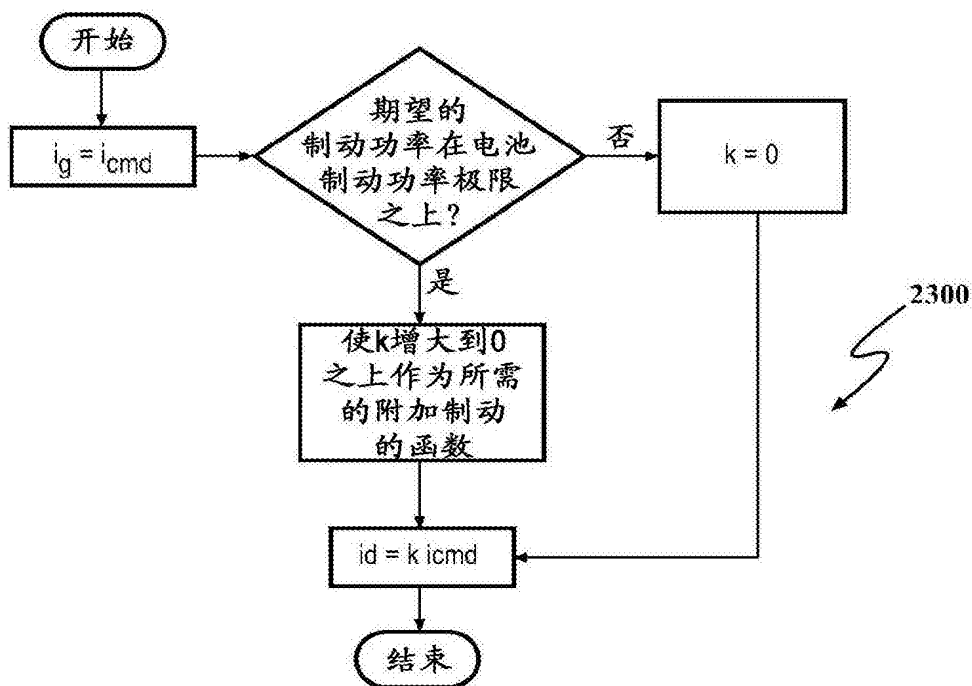 开始
i_g = i_cmd
期望的
制动功率在电池
制动功率极限
之上?
否
k = 0
是
使k增大到0
之上作为所需
的附加制动
的函数
2300
id = k icmd
结束